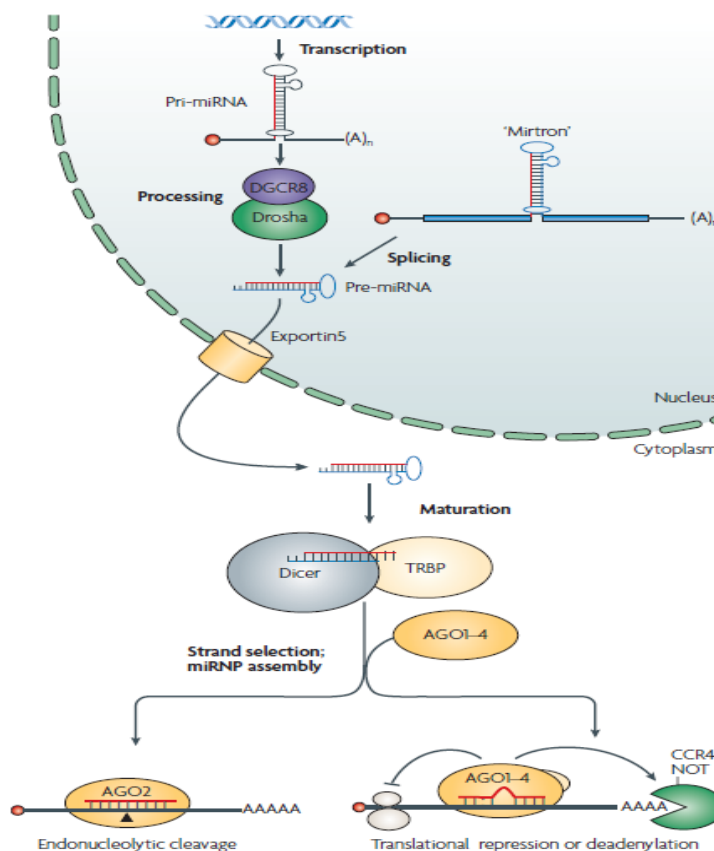 Transcription
Pri-miRNA
(A)n
'Mirtron'
DGCR8
Processing
Drosha
(A)
Splicing
Pre-miRNA
Exportin5
Nucleus
Cytoplasm
Maturation
Dicer
TRBP
AGO1–4
Strand selection;
miRNP assembly
CCR4
NOT
AGO2
AGO1–4
AAAAA
AAAA
Endonucleolytic cleavage
Translational repression or deadenylation